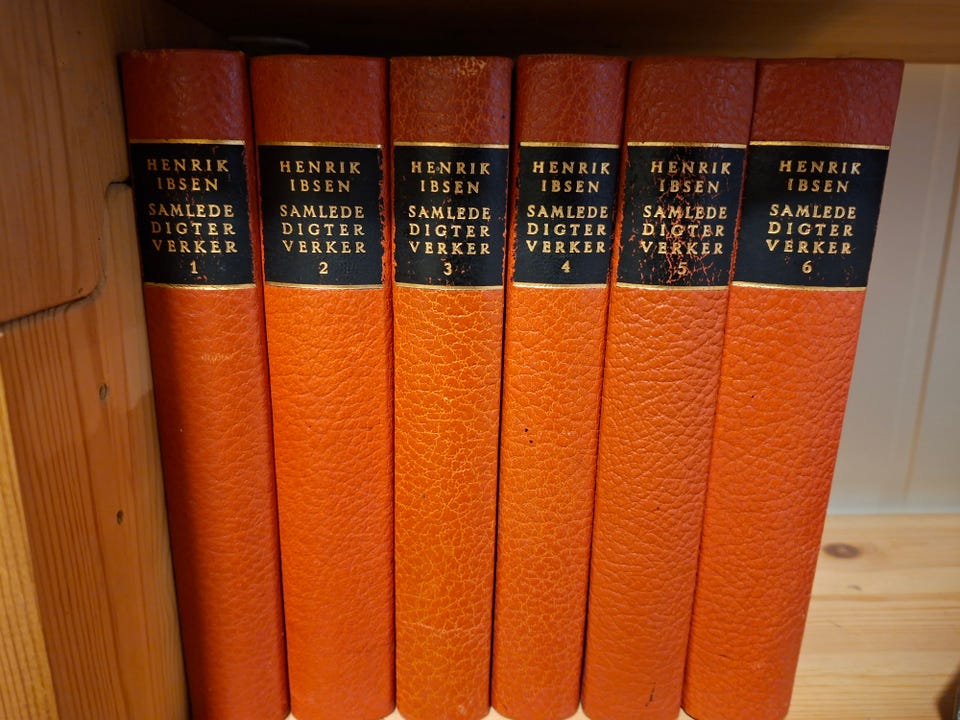 HENRIK
IBSEN
SAMLEDE
DIGTER
VERKER
1
HENRIK
IBSEN
SAMLEDE
DIGTER
VERKER
2
HENRIK
IBSEN
SAMLEDE
DIGTER
VERKER
3
HENRIK
IBSEN
SAMLEDE
DIGTER
VERKER
4
HENRIK
IBSEN
SAMLEDE
DIGTER
VERKER
5
HENRIK
IBSEN
SAMLEDE
DIGTER
VERKER
6